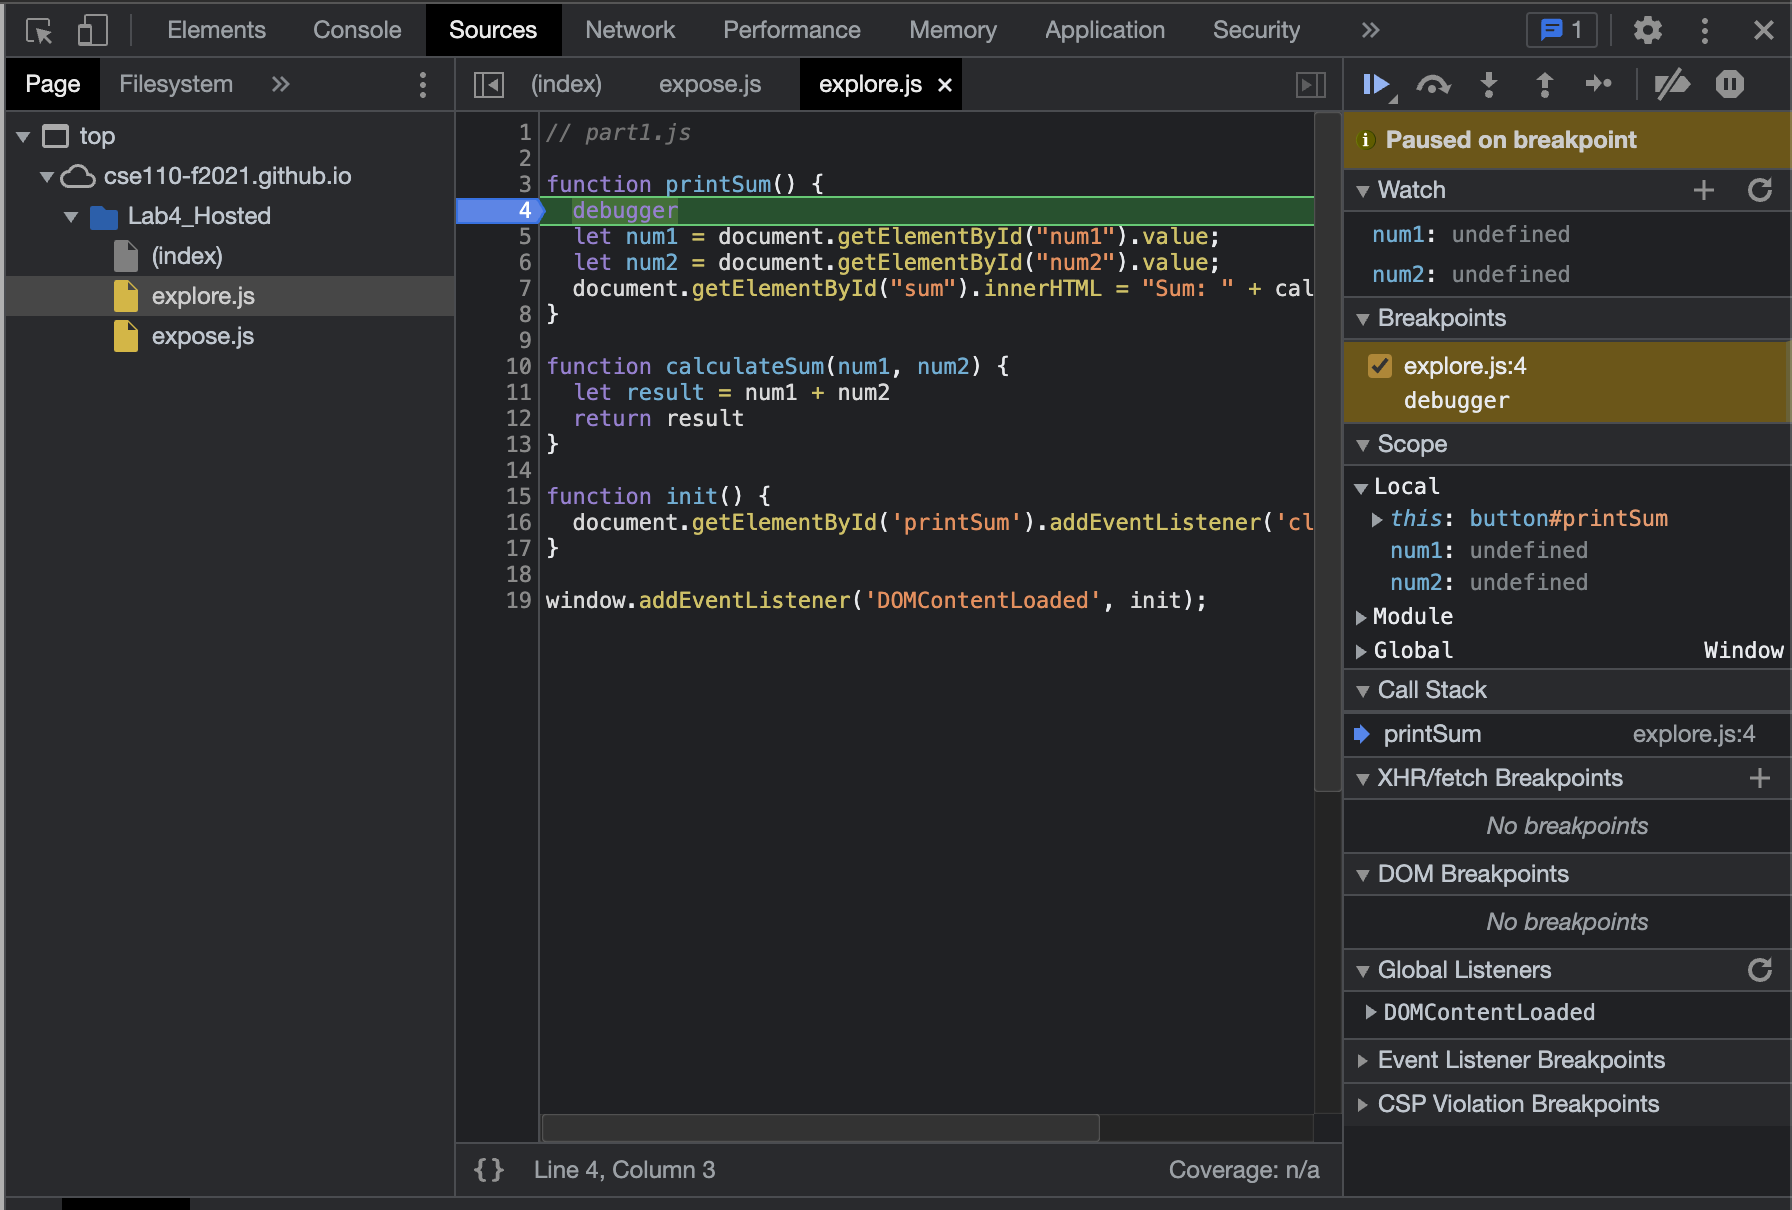 Elements Console Sources Network Performance Memory Application Security » 1
Page Filesystem » (index) expose.js explore.js ×
top
cse110-f2021.github.io
Lab4_Hosted
(index)
explore.js
expose.js
1 // part1.js
2
3 function printSum() {
4 debugger
5 let num1 = document.getElementById("num1").value;
6 let num2 = document.getElementById("num2").value;
7 document.getElementById("sum").innerHTML = "Sum: " + cal
8 }
9
10 function calculateSum(num1, num2) {
11 let result = num1 + num2
12 return result
13 }
14
15 function init() {
16 document.getElementById('printSum').addEventListener('cl
17 }
18
19 window.addEventListener('DOMContentLoaded', init);
{} Line 4, Column 3 Coverage: n/a
Paused on breakpoint
Watch
num1: undefined
num2: undefined
Breakpoints
explore.js:4
debugger
Scope
Local
this: button#printSum
num1: undefined
num2: undefined
Module
Global Window
Call Stack
printSum explore.js:4
XHR/fetch Breakpoints
No breakpoints
DOM Breakpoints
No breakpoints
Global Listeners
DOMContentLoaded
Event Listener Breakpoints
CSP Violation Breakpoints